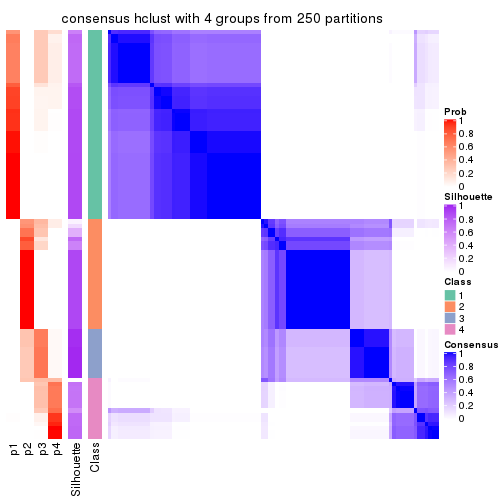 consensus hclust with 4 groups from 250 partitions
Prob
1
0.8
0.6
0.4
0.2
0
Silhouette
1
0.8
0.6
0.4
0.2
0
Class
1
2
3
4
Consensus
1
0.8
0.6
0.4
0.2
0
p1
p2
p3
p4
Silhouette
Class